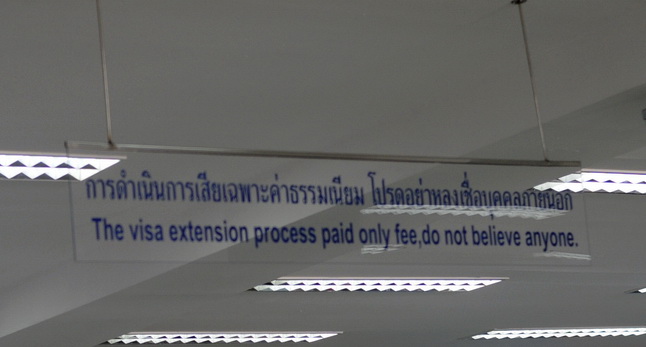 การดำเนินการเสียเฉพาะค่าธรรมเนียม โปรดอย่าหลงเชื่อบุคคลภายนอก
The visa extension process paid only fee,do not believe anyone.